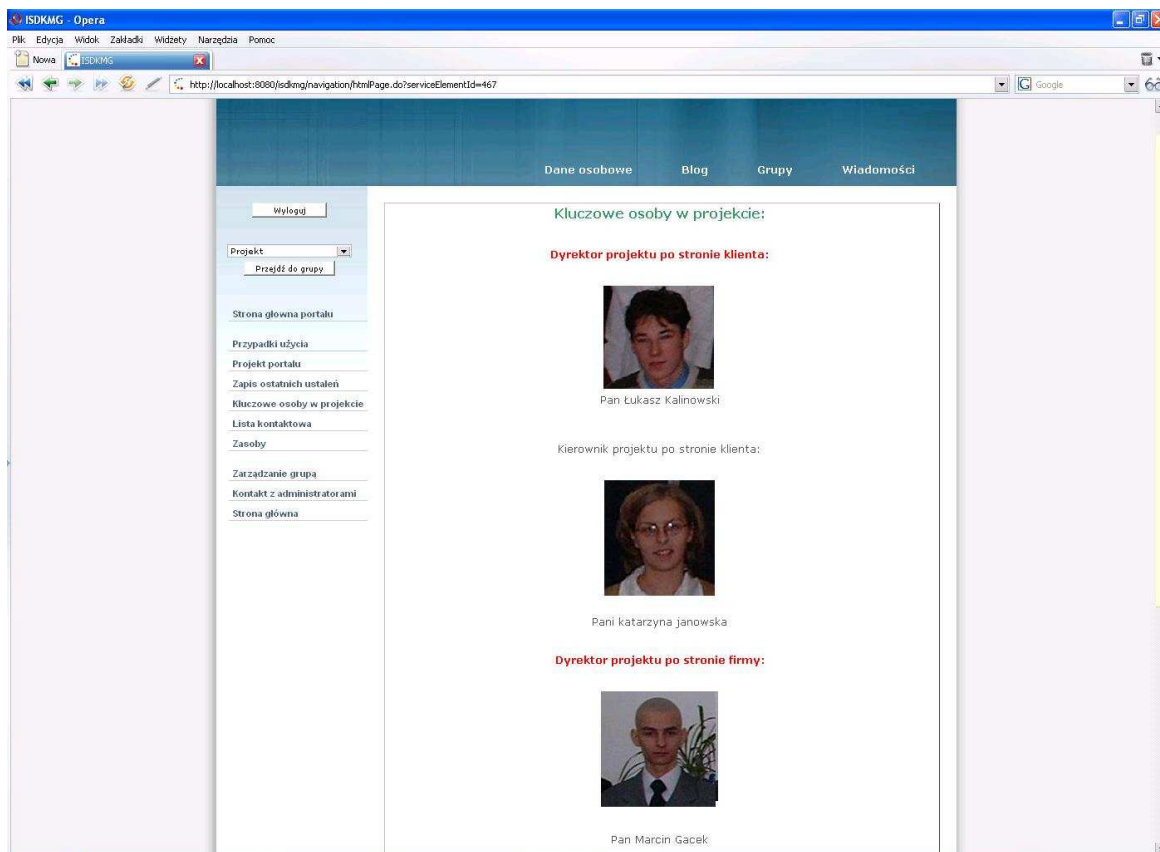 ISDKMG - Opera
Plik Edycja Widok Zakładki Widżety Narzędzia Pomoc
Nowa ISDKMG
http://localhost:8080/isdkmg/navigation/htmlPage.do?serviceElementId=467 Google
Dane osobowe Blog Grupy Wiadomości
Wyloguj
Projekt
Przejdź do grupy
Strona głowna portalu
Przypadki użycia
Projekt portalu
Zapis ostatnich ustaleń
Kluczowe osoby w projekcie
Lista kontaktowa
Zasoby
Zarządzanie grupą
Kontakt z administratorami
Strona główna
Kluczowe osoby w projekcie:
Dyrektor projektu po stronie klienta:
Pan Łukasz Kalinowski
Kierownik projektu po stronie klienta:
Pani katarzyna janowska
Dyrektor projektu po stronie firmy:
Pan Marcin Gacek